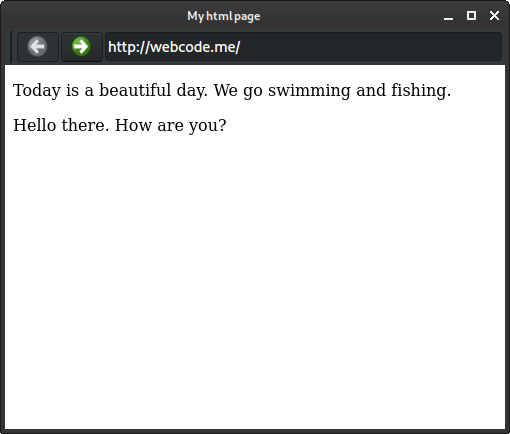 My html page
http://webcode.me/
Today is a beautiful day. We go swimming and fishing.
Hello there. How are you?